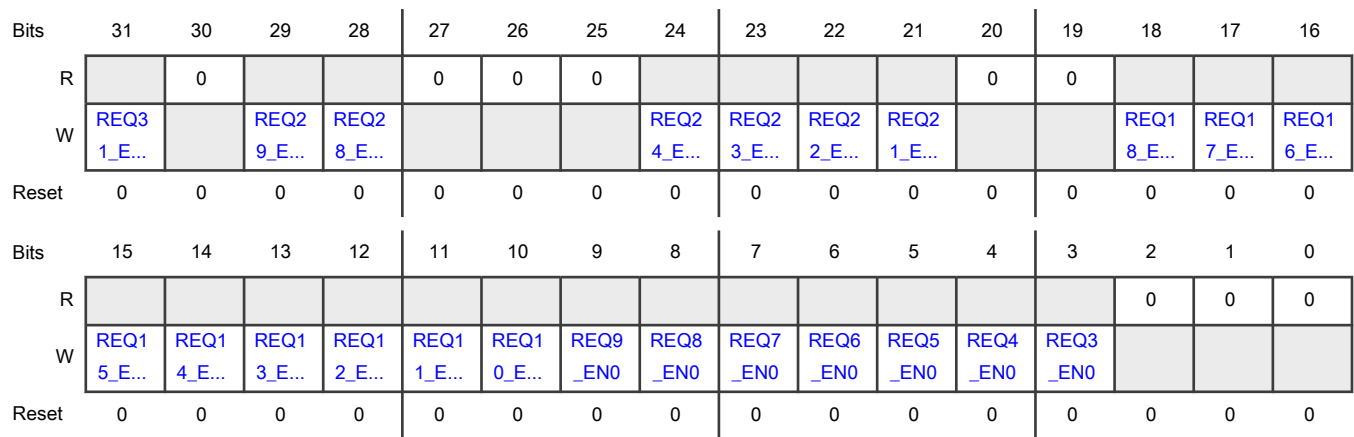 Bits 31 30 29 28 27 26 25 24 23 22 21 20 19 18 17 16
R 0 0 0 0 0 0
W REQ3 REQ2 REQ2 REQ2 REQ2 REQ2 REQ2 REQ1 REQ1 REQ1
1_E... 9_E... 8_E... 4_E... 3_E... 2_E... 1_E... 8_E... 7_E... 6_E...
Reset 0 0 0 0 0 0 0 0 0 0 0 0 0 0 0 0
Bits 15 14 13 12 11 10 9 8 7 6 5 4 3 2 1 0
R 0 0 0
W REQ1 REQ1 REQ1 REQ1 REQ1 REQ1 REQ9 REQ8 REQ7 REQ6 REQ5 REQ4 REQ3
5_E... 4_E... 3_E... 2_E... 1_E... 0_E... _EN0 _EN0 _EN0 _EN0 _EN0 _EN0 _EN0
Reset 0 0 0 0 0 0 0 0 0 0 0 0 0 0 0 0